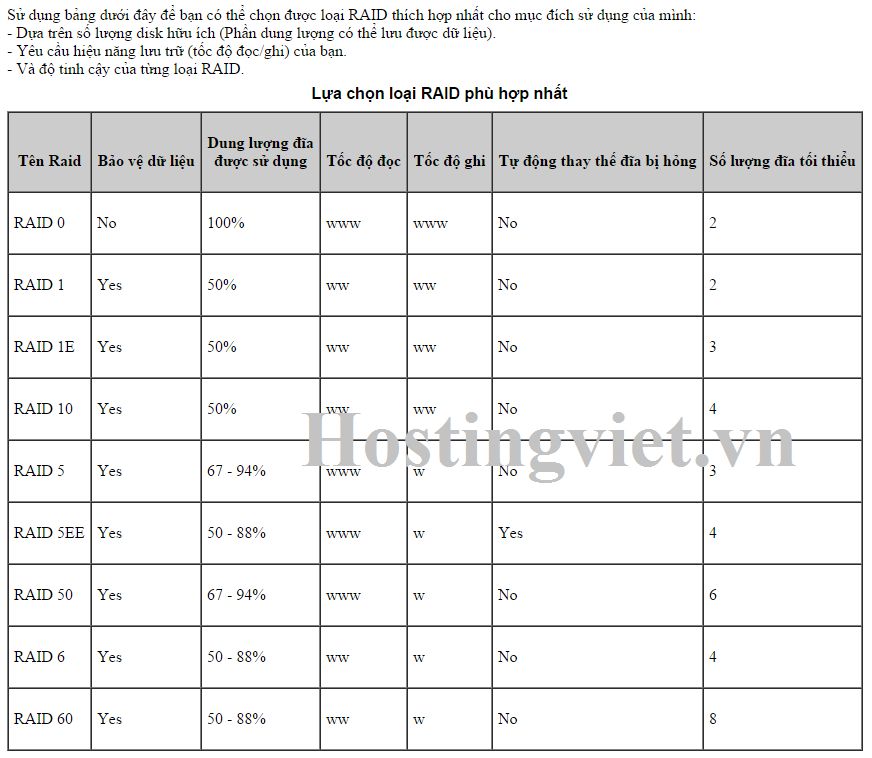 Sử dụng bảng dưới đây để bạn có thể chọn được loại RAID thích hợp nhất cho mục đích sử dụng của mình:
- Dựa trên số lượng disk hữu ích (Phần dung lượng có thể lưu được dữ liệu).
- Yêu cầu hiệu năng lưu trữ (tốc độ đọc/ghi) của bạn.
- Và độ tinh cậy của từng loại RAID.
Lựa chọn loại RAID phù hợp nhất
Tên Raid Bảo vệ dữ liệu Dung lượng đĩa được sử dụng Tốc độ đọc Tốc độ ghi Tự động thay thế đĩa bị hỏng Số lượng đĩa tối thiểu
RAID 0 No 100% www www No 2
RAID 1 Yes 50% ww ww No 2
RAID 1E Yes 50% ww ww No 3
RAID 10 Yes 50% ww ww No 4
Hostingviet.vn
RAID 5 Yes 67 - 94% www w No 3
RAID 5EE Yes 50 - 88% www w Yes 4
RAID 50 Yes 67 - 94% www w No 6
RAID 6 Yes 50 - 88% ww w No 4
RAID 60 Yes 50 - 88% ww w No 8